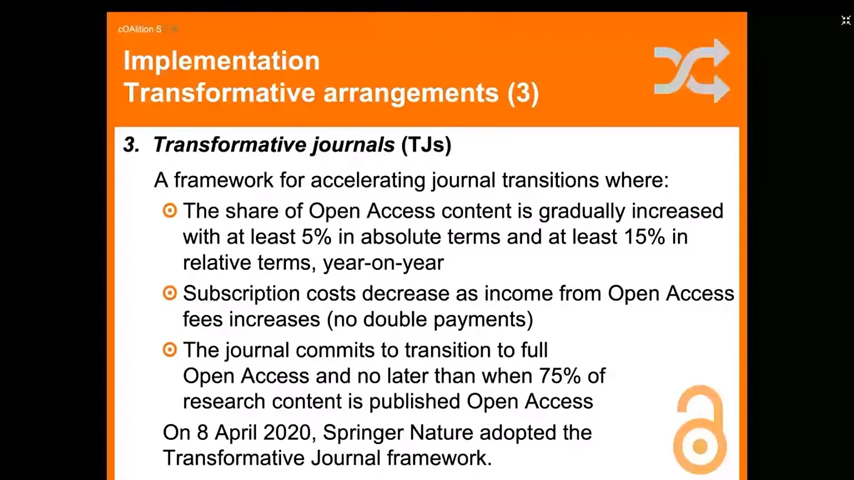 cOAlition S
Implementation
Transformative arrangements (3)
3. Transformative journals (TJs)
A framework for accelerating journal transitions where:
The share of Open Access content is gradually increased
with at least 5% in absolute terms and at least 15% in
relative terms, year-on-year
Subscription costs decrease as income from Open Access
fees increases (no double payments)
The journal commits to transition to full
Open Access and no later than when 75% of
research content is published Open Access
On 8 April 2020, Springer Nature adopted the
Transformative Journal framework.